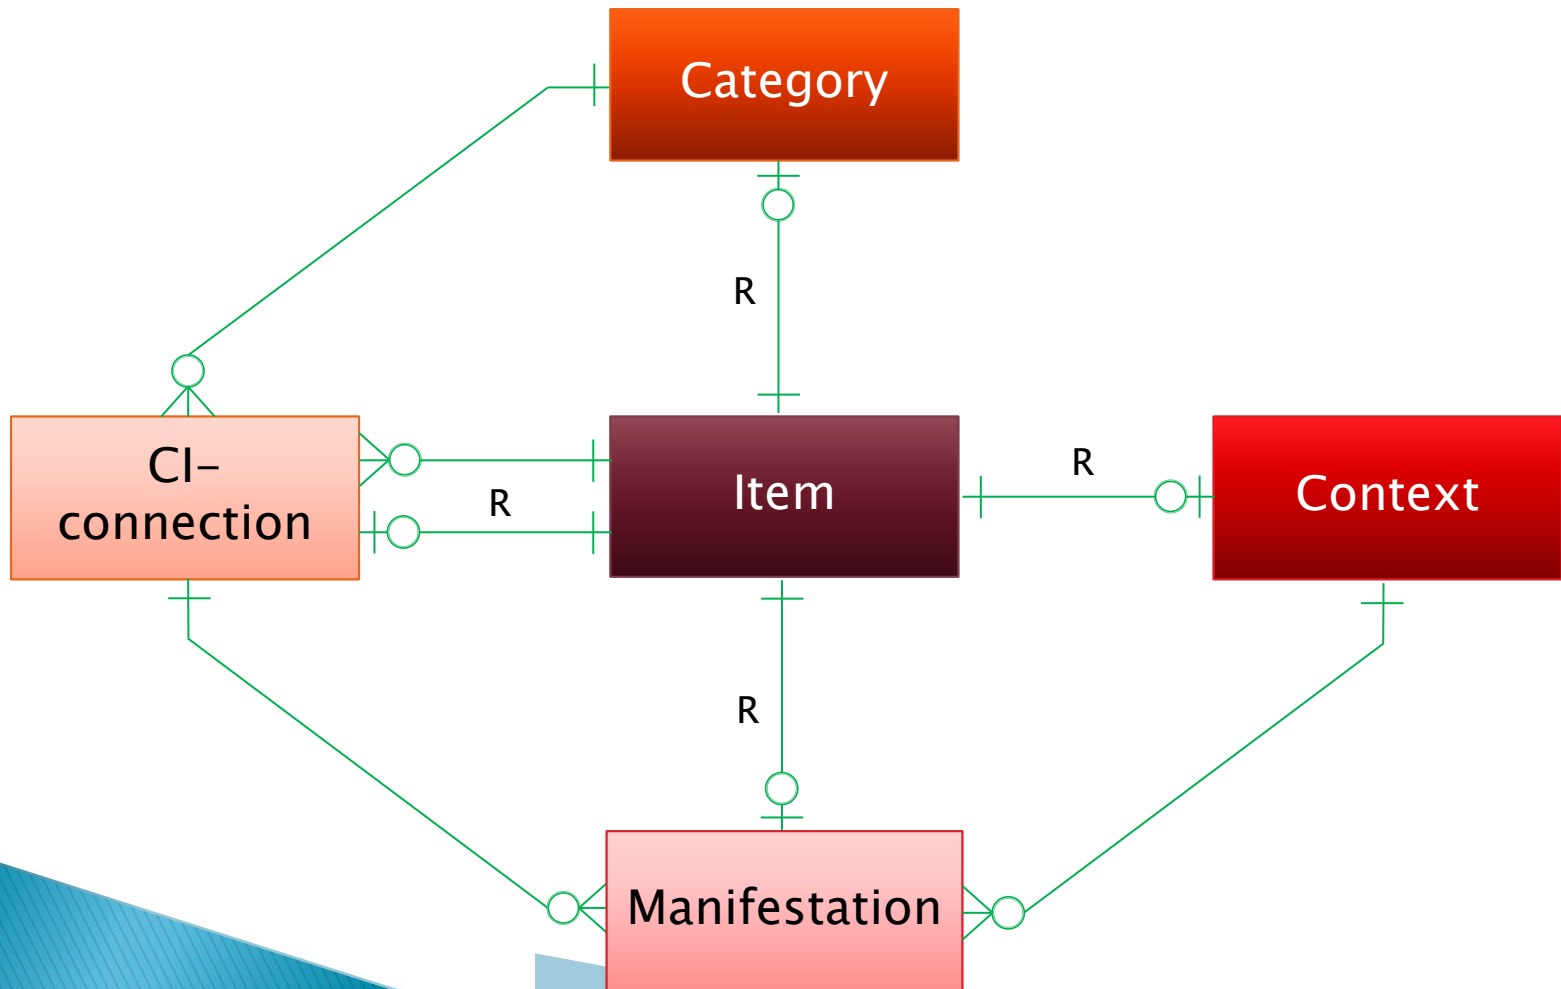 Category
R
CI–
connection
R
Item
R
Context
R
Manifestation